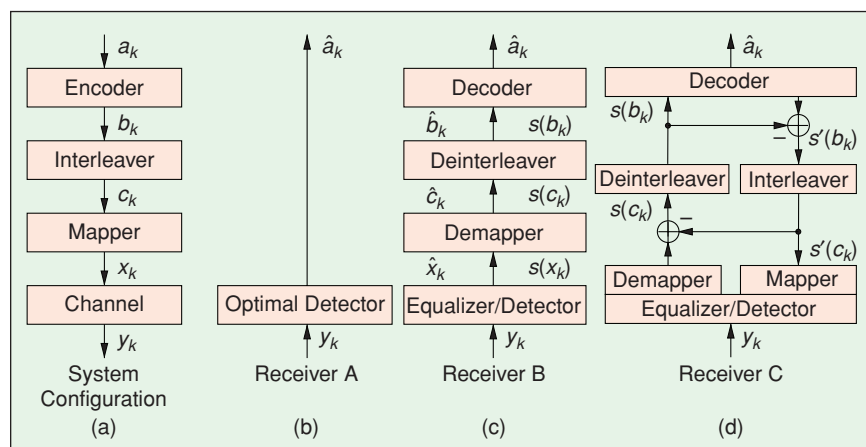 a_k
Encoder
b_k
Interleaver
c_k
Mapper
x_k
Channel
y_k
System
Configuration
(a)
â_k
Optimal Detector
y_k
Receiver A
(b)
â_k
Decoder
b̂_k s(b_k)
Deinterleaver
ĉ_k s(c_k)
Demapper
x̂_k s(x_k)
Equalizer/Detector
y_k
Receiver B
(c)
â_k
Decoder
s(b_k)
− +
s′(b_k)
Deinterleaver Interleaver
s(c_k)
+ −
s′(c_k)
Demapper Mapper
Equalizer/Detector
y_k
Receiver C
(d)